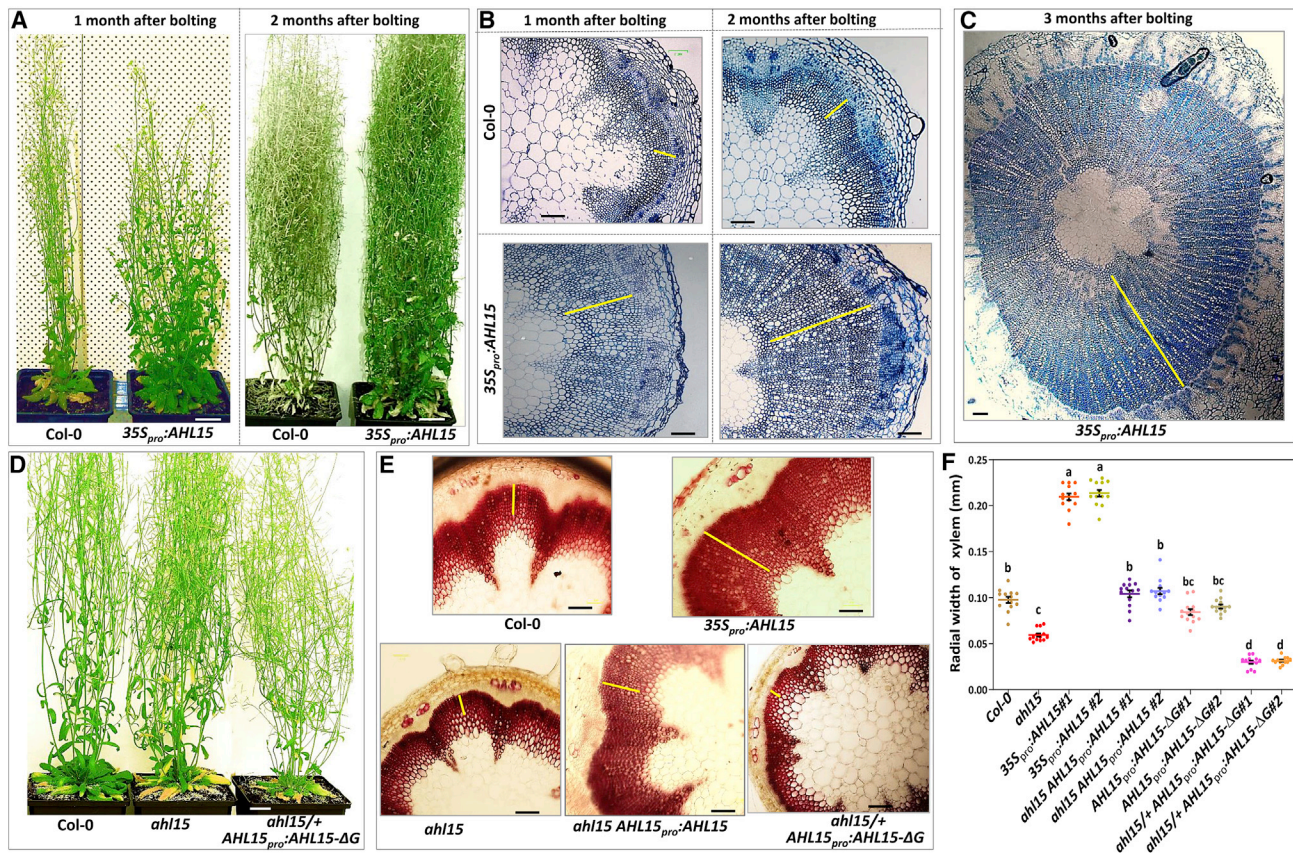 A
1 month after bolting
2 months after bolting
Col-0
35Spro:AHL15
Col-0
35Spro:AHL15
B
1 month after bolting
2 months after bolting
Col-0
35Spro:AHL15
C
3 months after bolting
35Spro:AHL15
D
Col-0
ahl15
ahl15/+
AHL15pro:AHL15-ΔG
E
Col-0
35Spro:AHL15
ahl15
ahl15 AHL15pro:AHL15
ahl15/+
AHL15pro:AHL15-ΔG
F
Radial width of xylem (mm)
0.25
0.20
0.15
0.10
0.05
0.00
b
c
a
a
b
b
bc
bc
d
d
Col-0
ahl15
35Spro:AHL15#1
35Spro:AHL15 #2
ahl15 AHL15pro:AHL15 #1
ahl15 AHL15pro:AHL15 #2
AHL15pro:AHL15-ΔG#1
AHL15pro:AHL15-ΔG#2
ahl15/+ AHL15pro:AHL15-ΔG#1
ahl15/+ AHL15pro:AHL15-ΔG#2